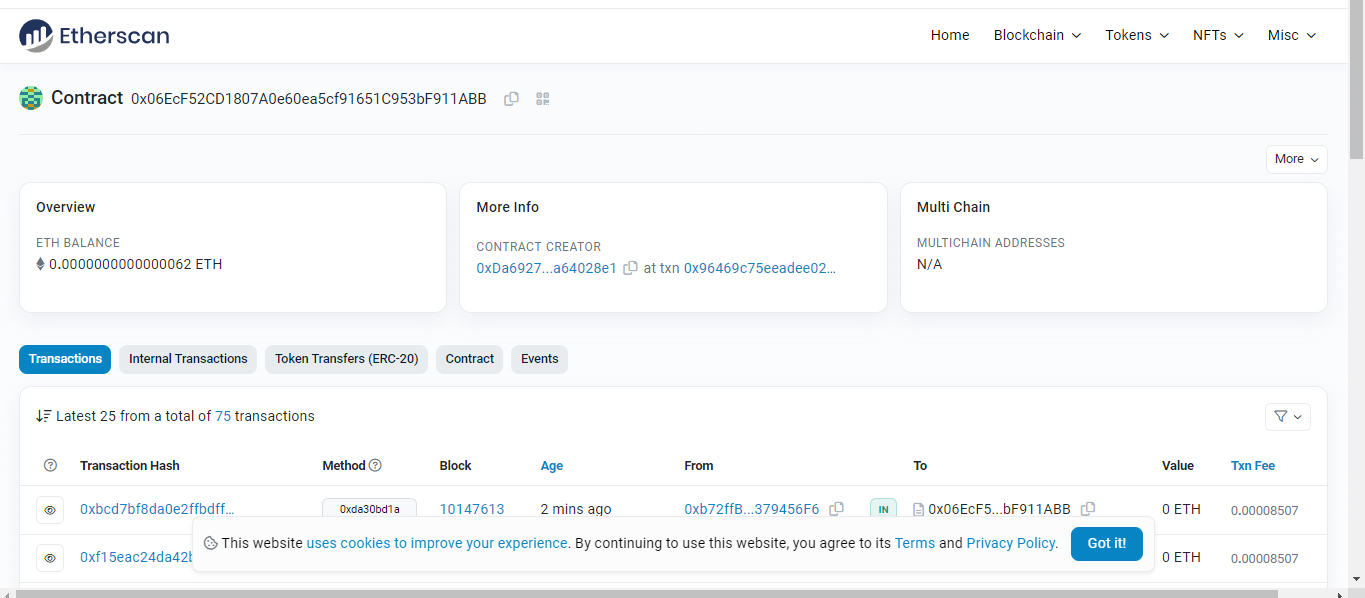 Etherscan
Home Blockchain Tokens NFTs Misc
Contract 0x06EcF52CD1807A0e60ea5cf91651C953bF911ABB
More
Overview
ETH BALANCE
0.0000000000000062 ETH
More Info
CONTRACT CREATOR
0xDa6927...a64028e1 at txn 0x96469c75eeadee02...
Multi Chain
MULTICHAIN ADDRESSES
N/A
Transactions Internal Transactions Token Transfers (ERC-20) Contract Events
Latest 25 from a total of 75 transactions
Transaction Hash Method Block Age From To Value Txn Fee
0xbcd7bf8da0e2ffbdff... 0xda30bd1a 10147613 2 mins ago 0xb72ffB...379456F6 IN 0x06EcF5...bF911ABB 0 ETH 0.00008507
This website uses cookies to improve your experience. By continuing to use this website, you agree to its Terms and Privacy Policy. Got it!
0xf15eac24da42b 0 ETH 0.00008507